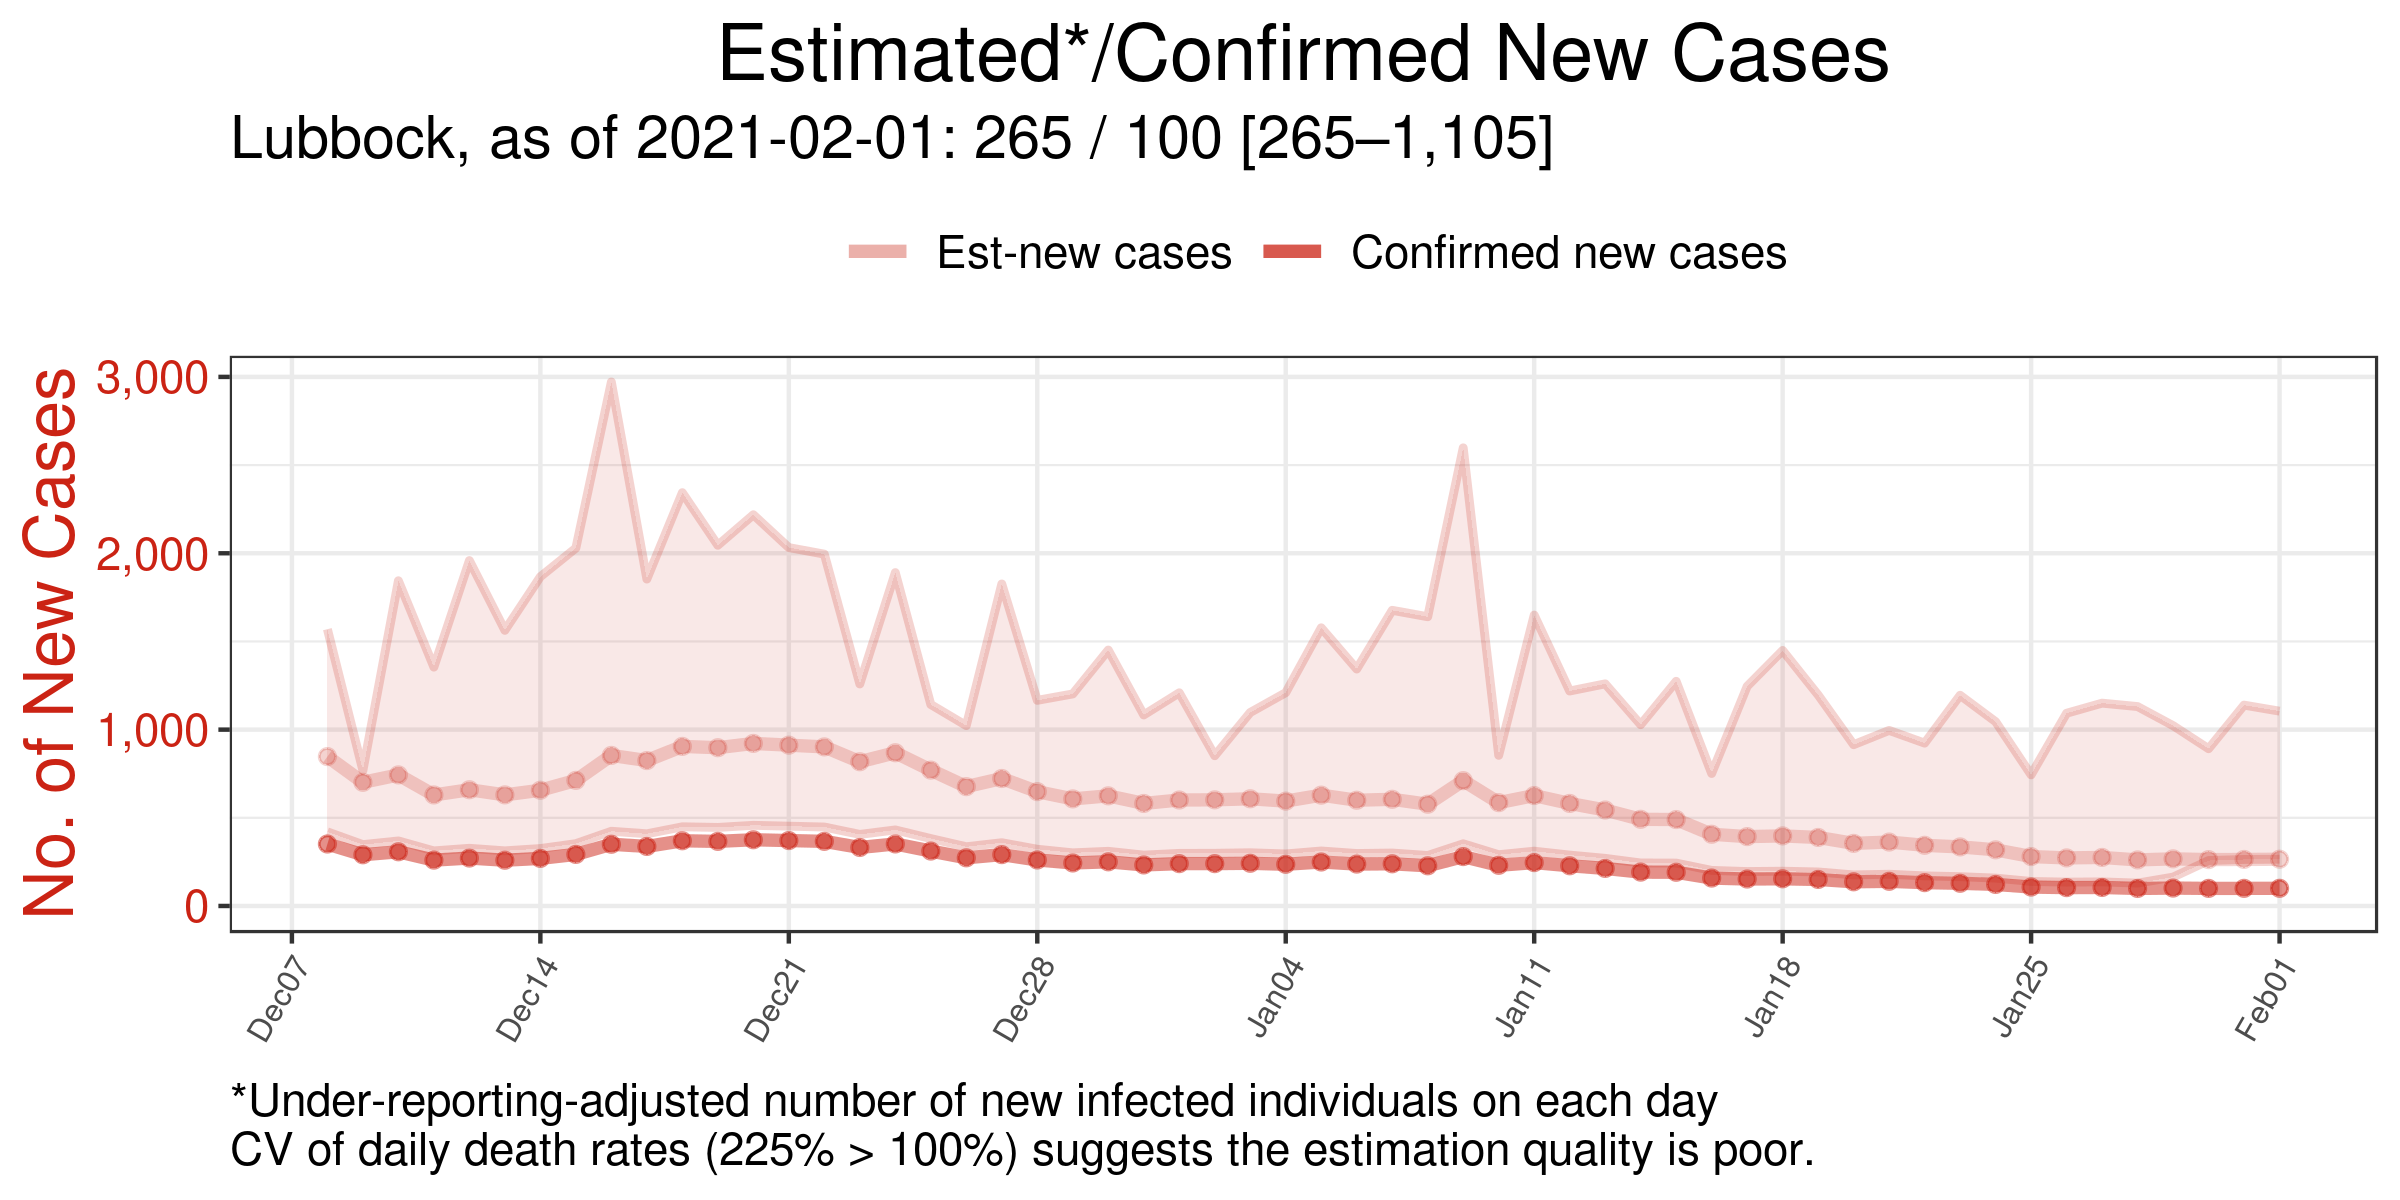 Estimated*/Confirmed New Cases
Lubbock, as of 2021-02-01: 265 / 100 [265–1,105]
Est-new cases
Confirmed new cases
No. of New Cases
3,000
2,000
1,000
0
Dec07
Dec14
Dec21
Dec28
Jan04
Jan11
Jan18
Jan25
Feb01
*Under-reporting-adjusted number of new infected individuals on each day
CV of daily death rates (225% > 100%) suggests the estimation quality is poor.